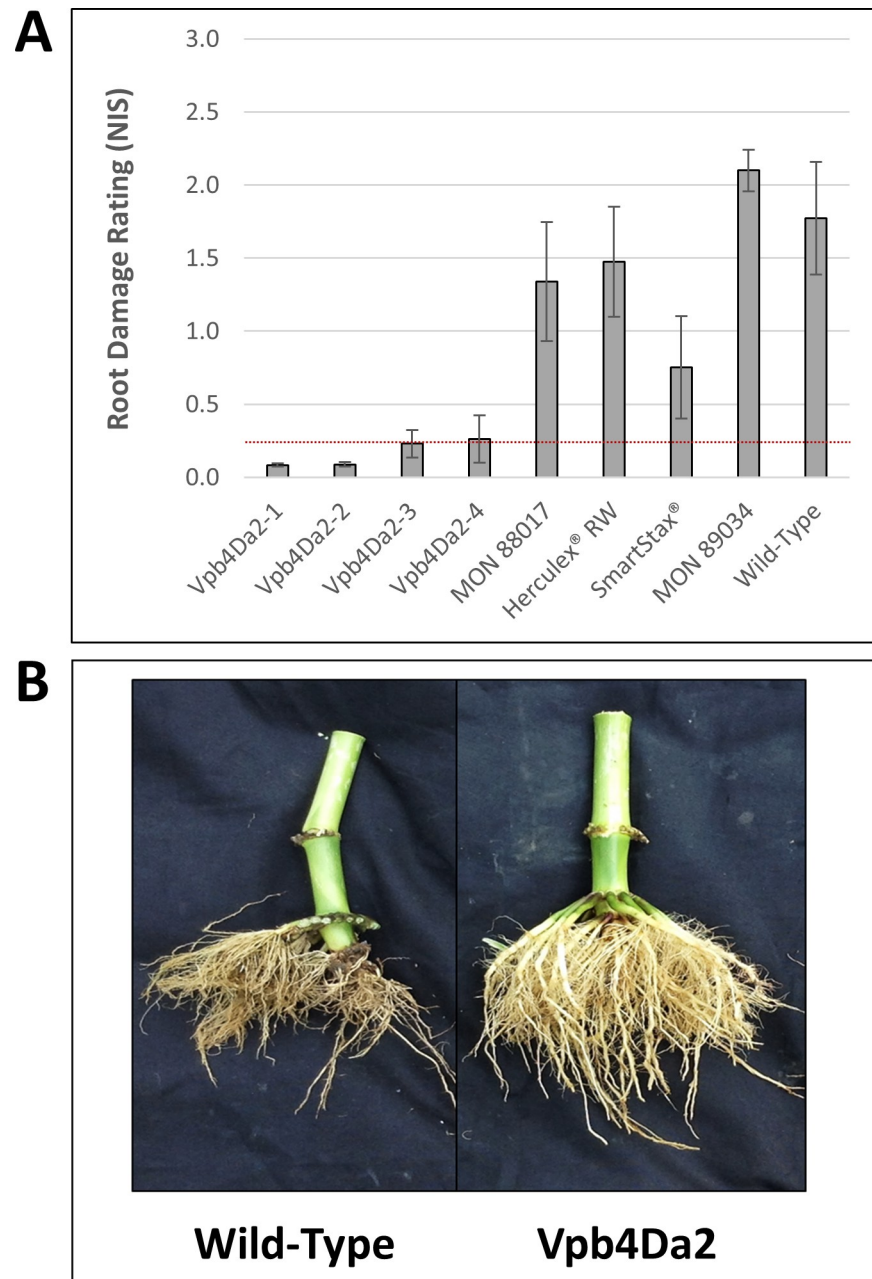 A
Root Damage Rating (NIS)
3.0
2.5
2.0
1.5
1.0
0.5
0.0
Vpb4Da2-1
Vpb4Da2-2
Vpb4Da2-3
Vpb4Da2-4
MON 88017
Herculex® RW
SmartStax®
MON 89034
Wild-Type
B
Wild-Type
Vpb4Da2